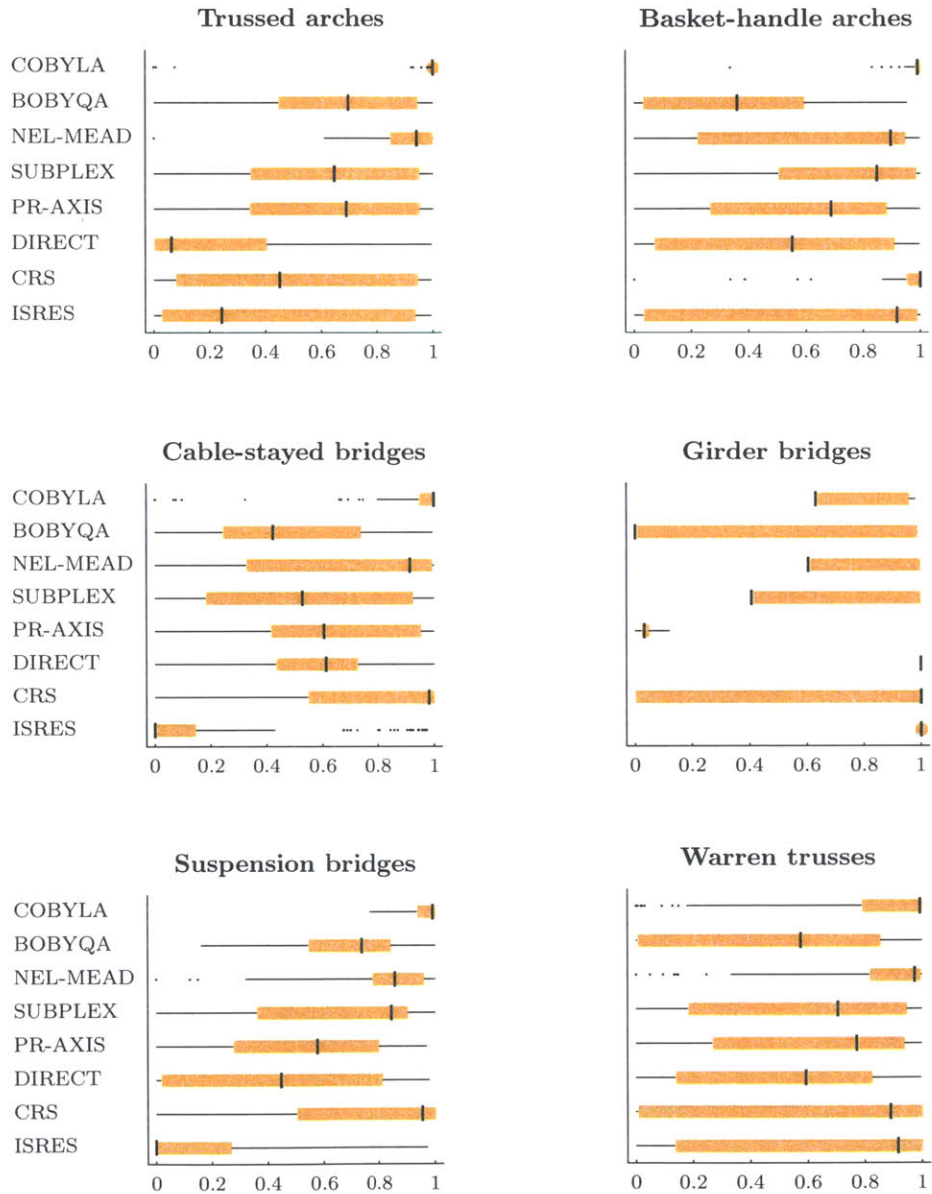 Trussed arches
COBYLA
BOBYQA
NEL-MEAD
SUBPLEX
PR-AXIS
DIRECT
CRS
ISRES
0 0.2 0.4 0.6 0.8 1
Basket-handle arches
0 0.2 0.4 0.6 0.8 1
Cable-stayed bridges
COBYLA
BOBYQA
NEL-MEAD
SUBPLEX
PR-AXIS
DIRECT
CRS
ISRES
0 0.2 0.4 0.6 0.8 1
Girder bridges
0 0.2 0.4 0.6 0.8 1
Suspension bridges
COBYLA
BOBYQA
NEL-MEAD
SUBPLEX
PR-AXIS
DIRECT
CRS
ISRES
0 0.2 0.4 0.6 0.8 1
Warren trusses
0 0.2 0.4 0.6 0.8 1